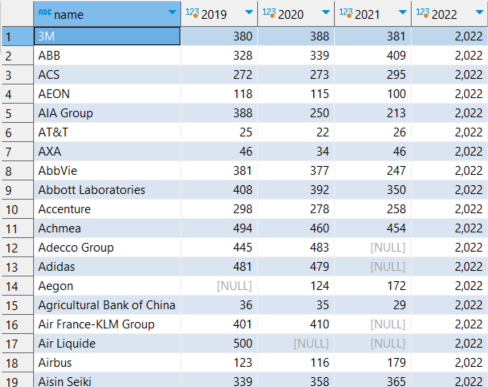 ABC name 123 2019 123 2020 123 2021 123 2022
1 3M 380 388 381 2,022
2 ABB 328 339 409 2,022
3 ACS 272 273 295 2,022
4 AEON 118 115 100 2,022
5 AIA Group 388 250 213 2,022
6 AT&T 25 22 26 2,022
7 AXA 46 34 46 2,022
8 AbbVie 381 377 247 2,022
9 Abbott Laboratories 408 392 350 2,022
10 Accenture 298 278 258 2,022
11 Achmea 494 460 454 2,022
12 Adecco Group 445 483 [NULL] 2,022
13 Adidas 481 479 [NULL] 2,022
14 Aegon [NULL] 124 172 2,022
15 Agricultural Bank of China 36 35 29 2,022
16 Air France-KLM Group 401 410 [NULL] 2,022
17 Air Liquide 500 [NULL] [NULL] 2,022
18 Airbus 123 116 179 2,022
19 Aisin Seiki 339 358 365 2,022